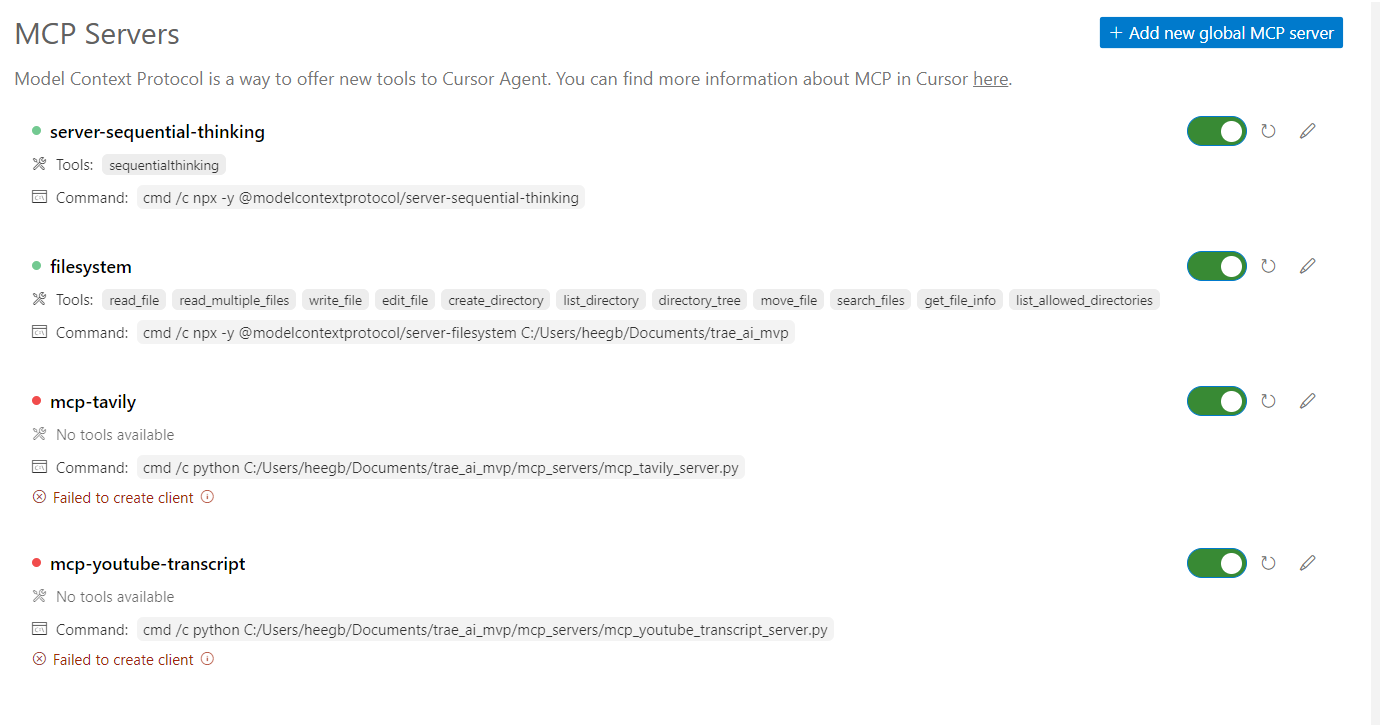 MCP Servers
+ Add new global MCP server
Model Context Protocol is a way to offer new tools to Cursor Agent. You can find more information about MCP in Cursor here.
server-sequential-thinking
Tools: sequentialthinking
Command: cmd /c npx -y @modelcontextprotocol/server-sequential-thinking
filesystem
Tools: read_file read_multiple_files write_file edit_file create_directory list_directory directory_tree move_file search_files get_file_info list_allowed_directories
Command: cmd /c npx -y @modelcontextprotocol/server-filesystem C:/Users/heegb/Documents/trae_ai_mvp
mcp-tavily
No tools available
Command: cmd /c python C:/Users/heegb/Documents/trae_ai_mvp/mcp_servers/mcp_tavily_server.py
Failed to create client
mcp-youtube-transcript
No tools available
Command: cmd /c python C:/Users/heegb/Documents/trae_ai_mvp/mcp_servers/mcp_youtube_transcript_server.py
Failed to create client